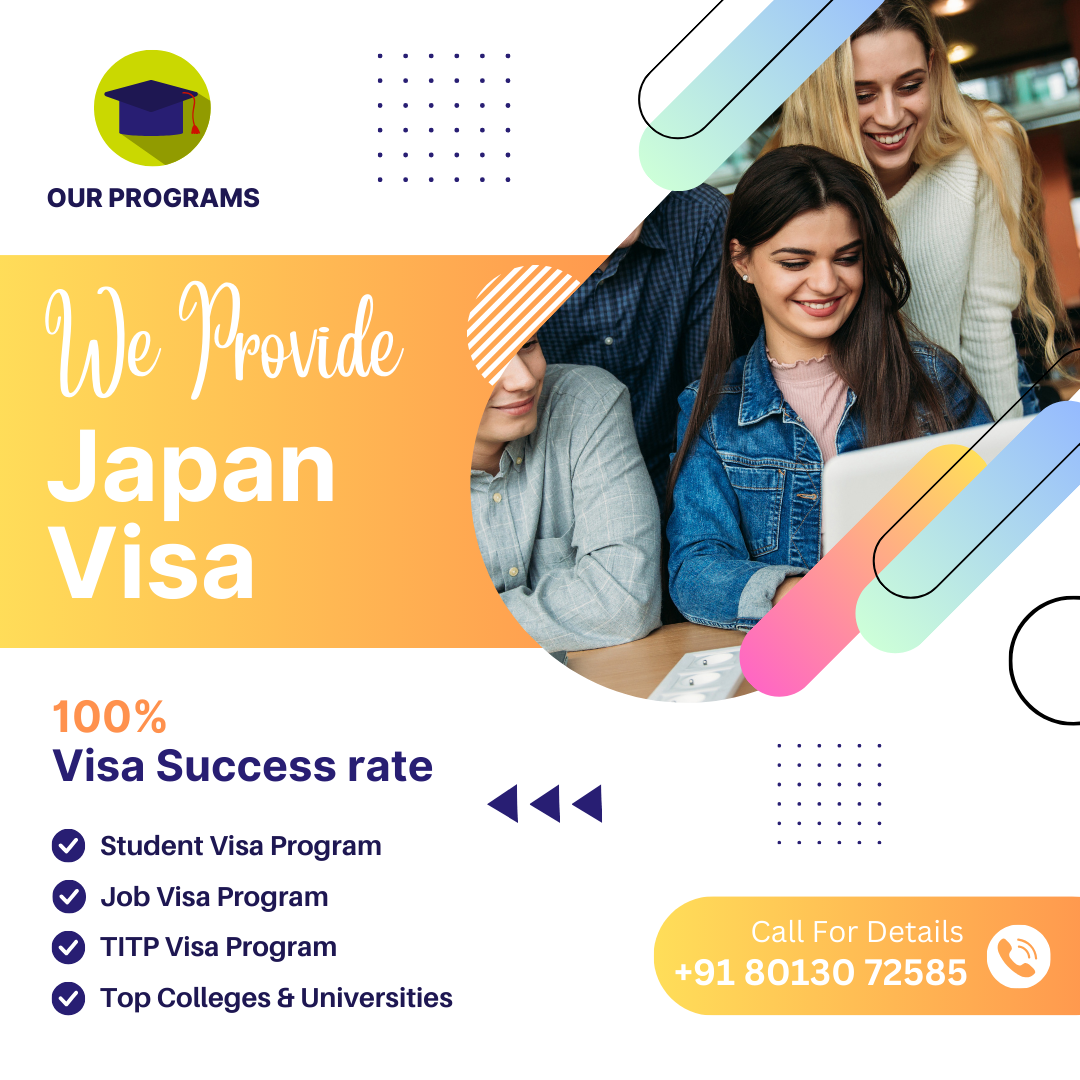 OUR PROGRAMS
We Provide
Japan
Visa
100%
Visa Success rate
Student Visa Program
Job Visa Program
TITP Visa Program
Top Colleges & Universities
Call For Details
+91 80130 72585